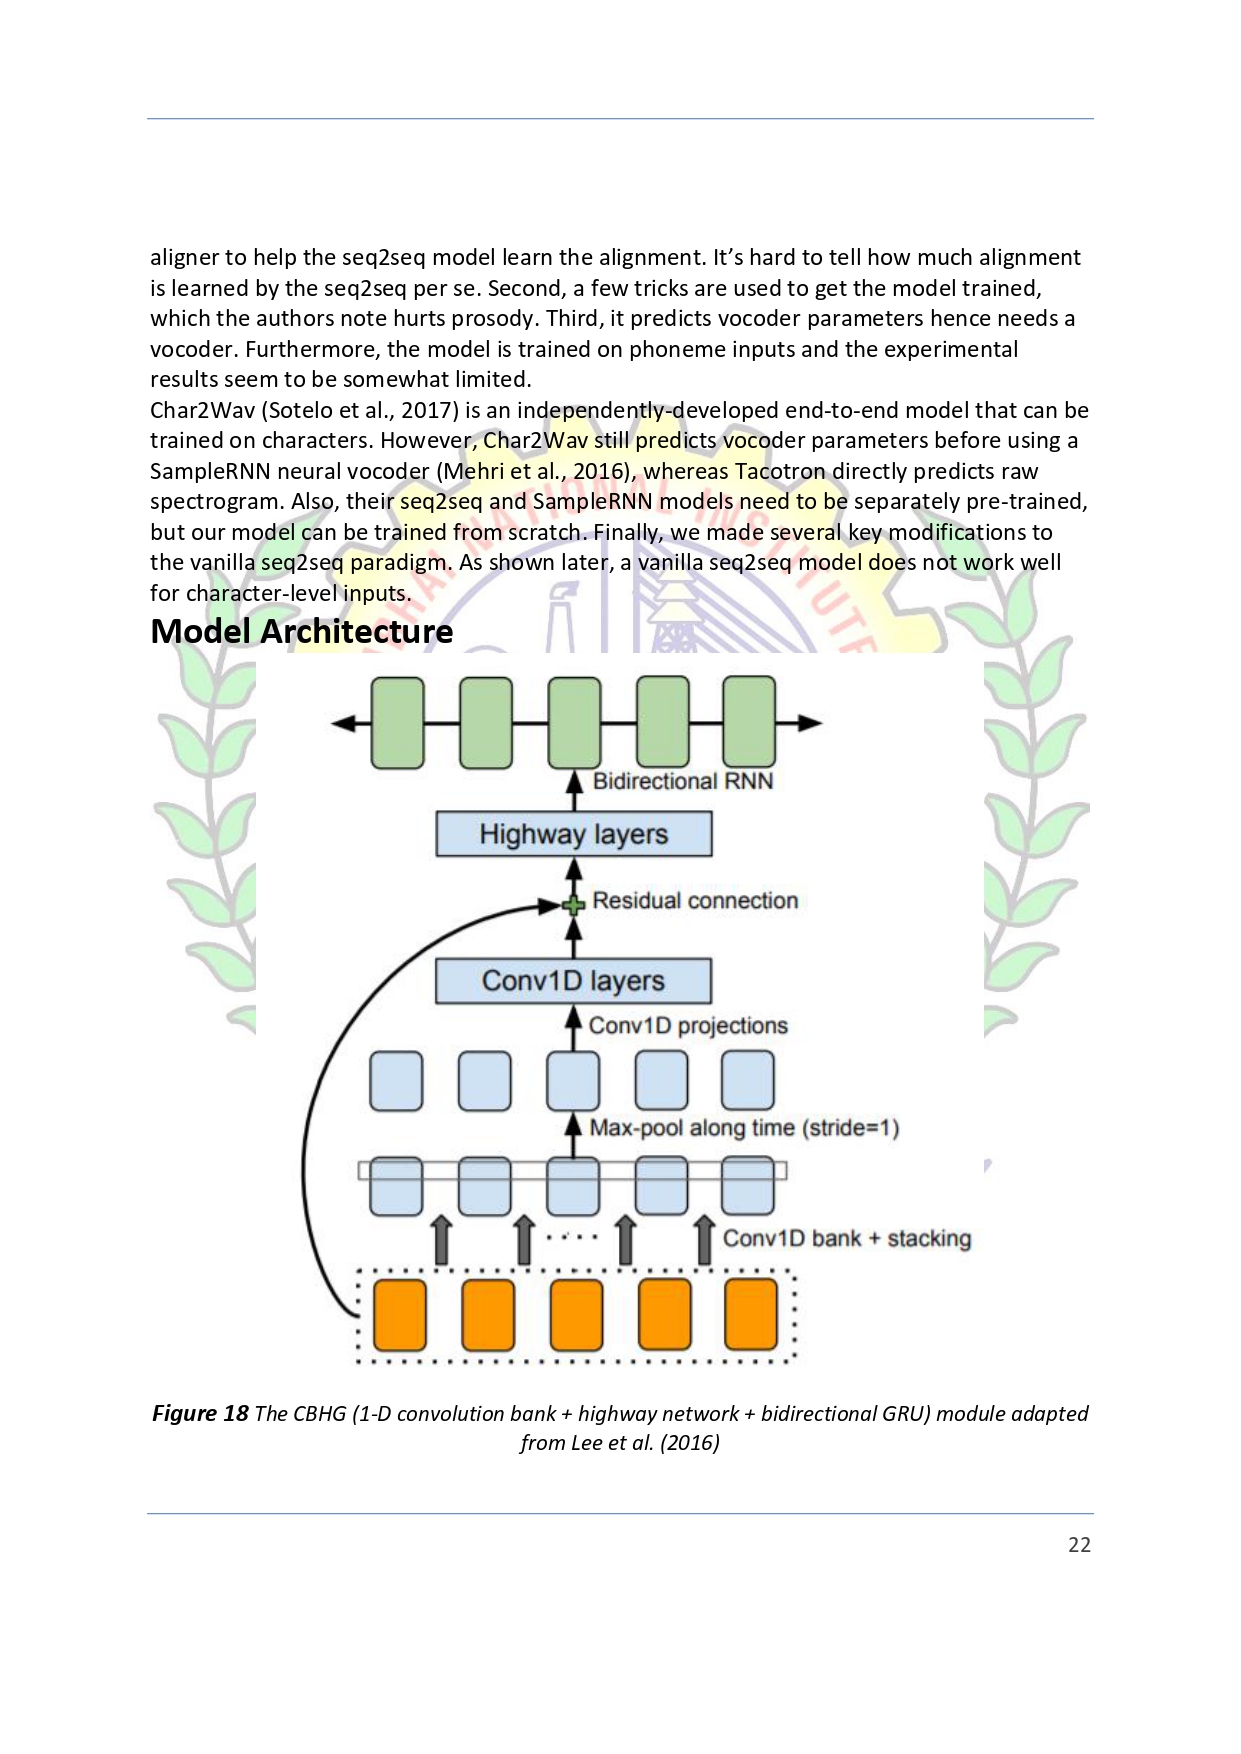 aligner to help the seq2seq model learn the alignment. It’s hard to tell how much alignment
is learned by the seq2seq per se. Second, a few tricks are used to get the model trained,
which the authors note hurts prosody. Third, it predicts vocoder parameters hence needs a
vocoder. Furthermore, the model is trained on phoneme inputs and the experimental
results seem to be somewhat limited.
Char2Wav (Sotelo et al., 2017) is an independently-developed end-to-end model that can be
trained on characters. However, Char2Wav still predicts vocoder parameters before using a
SampleRNN neural vocoder (Mehri et al., 2016), whereas Tacotron directly predicts raw
spectrogram. Also, their seq2seq and SampleRNN models need to be separately pre-trained,
but our model can be trained from scratch. Finally, we made several key modifications to
the vanilla seq2seq paradigm. As shown later, a vanilla seq2seq model does not work well
for character-level inputs.
NATIONAL INSTITUTE
Model Architecture
Bidirectional RNN
Highway layers
Residual connection
Conv1D layers
Conv1D projections
Max-pool along time (stride=1)
Conv1D bank + stacking
Figure 18 The CBHG (1-D convolution bank + highway network + bidirectional GRU) module adapted
from Lee et al. (2016)
22